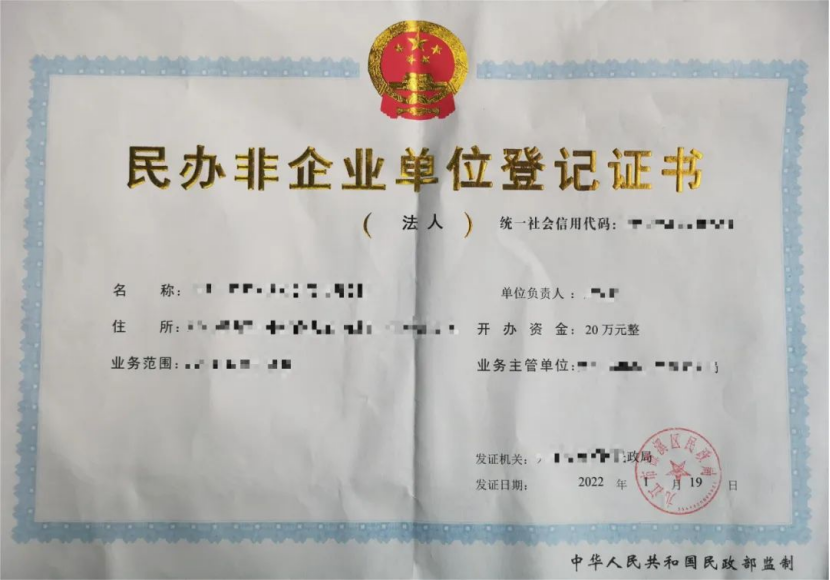 民办非企业单位登记证书
（法人）
统一社会信用代码：
名 称：
单位负责人：
住 所：
开办资金：20万元整
业务范围：
业务主管单位：
发证机关： 政局
发证日期： 2022 年 1 月 19 日
区民政局
中华人民共和国民政部监制